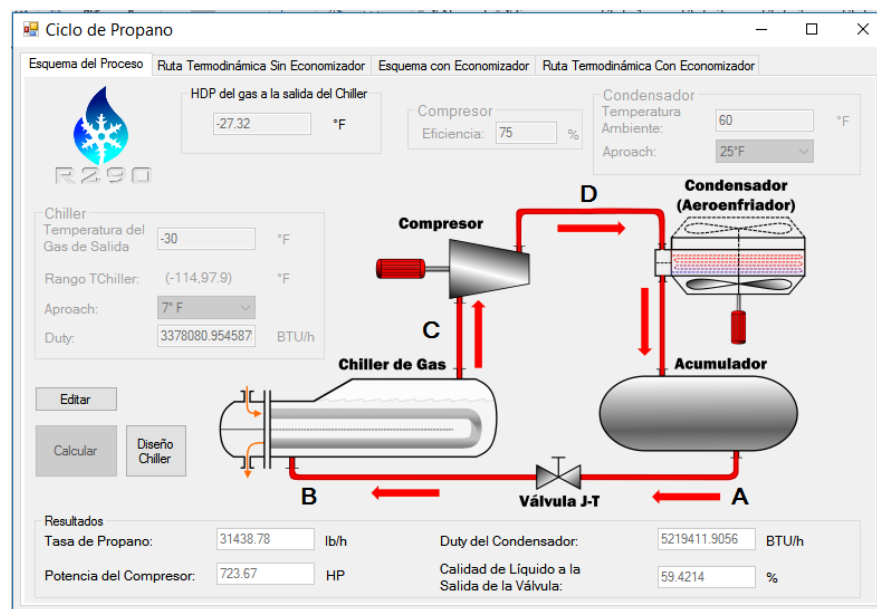 Ciclo de Propano
Esquema del Proceso Ruta Termodinámica Sin Economizador Esquema con Economizador Ruta Termodinámica Con Economizador
HDP del gas a la salida del Chiller
-27.32 °F
Compresor
Eficiencia: 75 %
Condensador
Temperatura
Ambiente: 60 °F
Aproach: 25°F
R290
Chiller
Temperatura del
Gas de Salida -30 °F
Rango TChiller: (-114,97.9) °F
Aproach: 7° F
Duty: 3378080.954587 BTU/h
D
Compresor
Condensador
(Aeroenfriador)
C
Chiller de Gas
Acumulador
Editar
Calcular
Diseño
Chiller
B
Válvula J-T
A
Resultados
Tasa de Propano: 31438.78 lb/h
Duty del Condensador: 5219411.9056 BTU/h
Potencia del Compresor: 723.67 HP
Calidad de Líquido a la
Salida de la Válvula: 59.4214 %